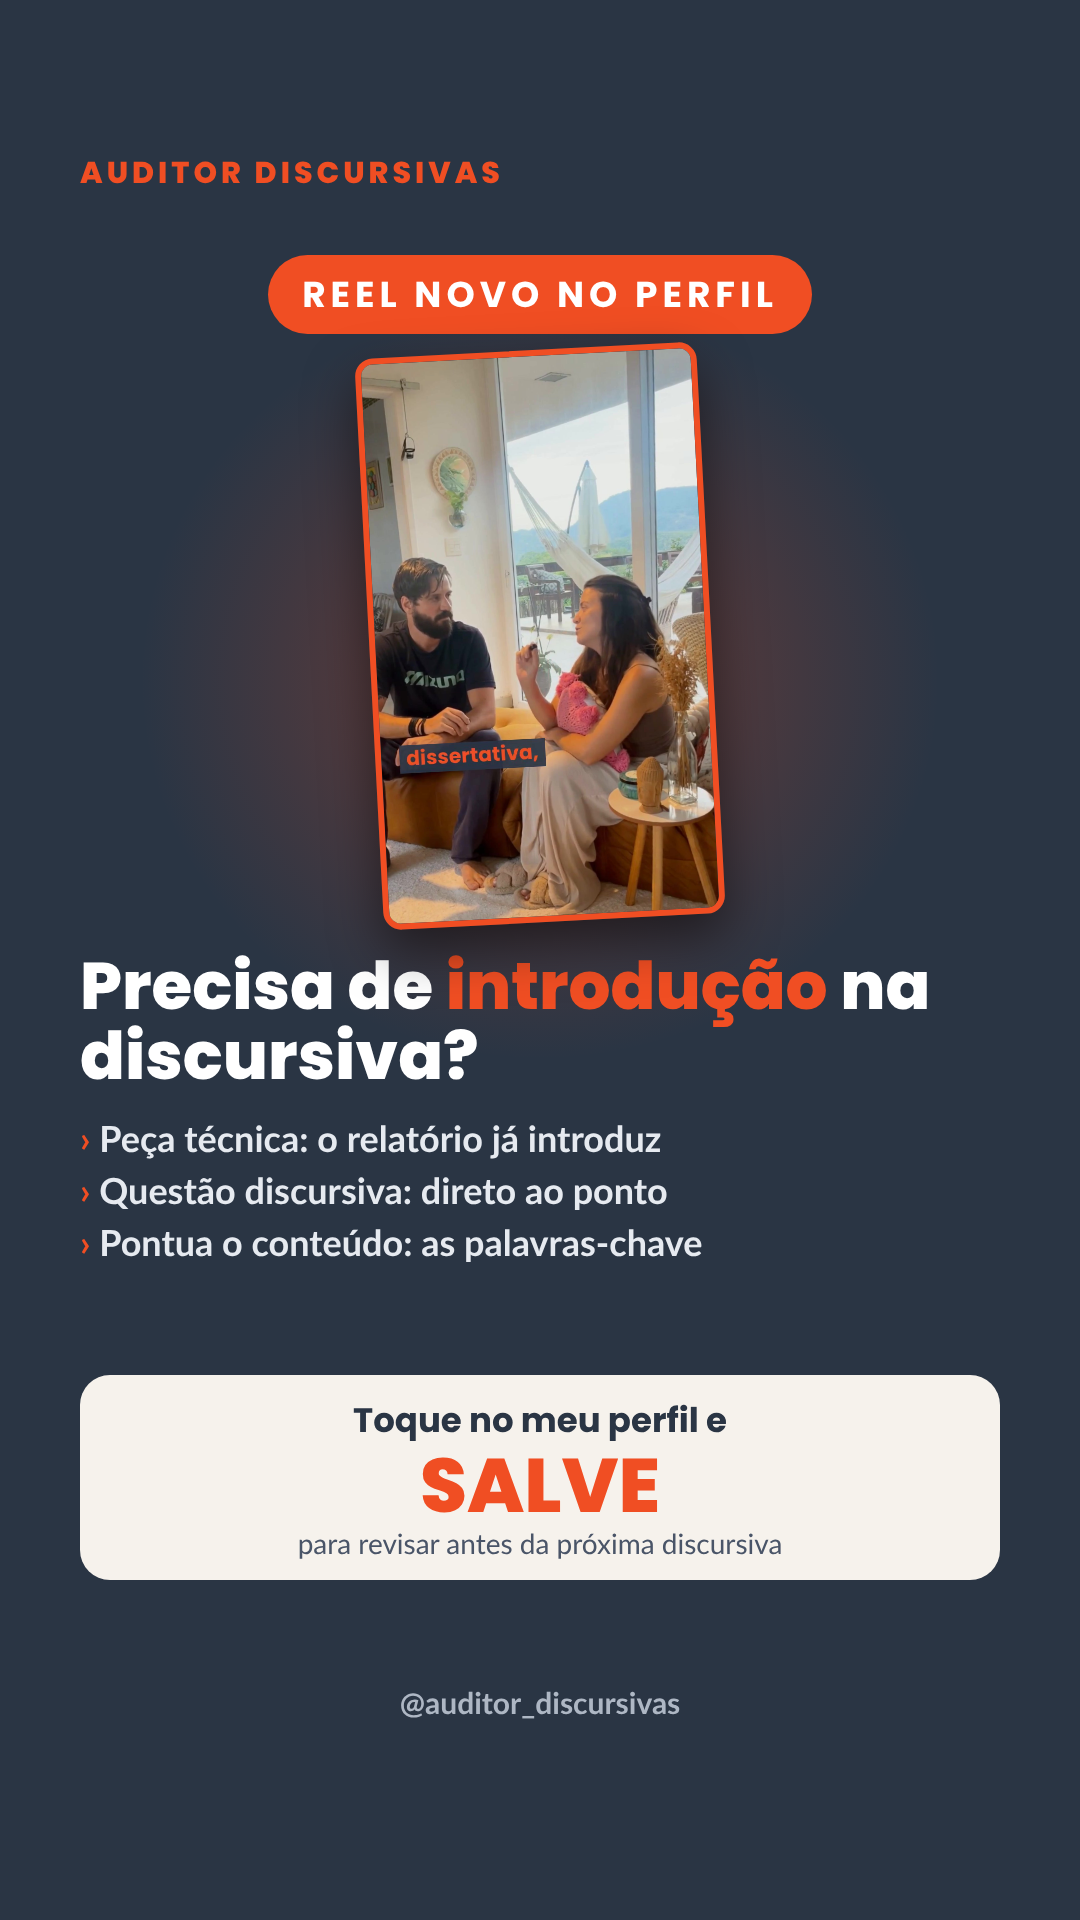 AUDITOR DISCURSIVAS
REEL NOVO NO PERFIL
MIZUNO
dissertativa,
Precisa de introdução na
discursiva?
› Peça técnica: o relatório já introduz
› Questão discursiva: direto ao ponto
› Pontua o conteúdo: as palavras-chave
Toque no meu perfil e
SALVE
para revisar antes da próxima discursiva
@auditor_discursivas